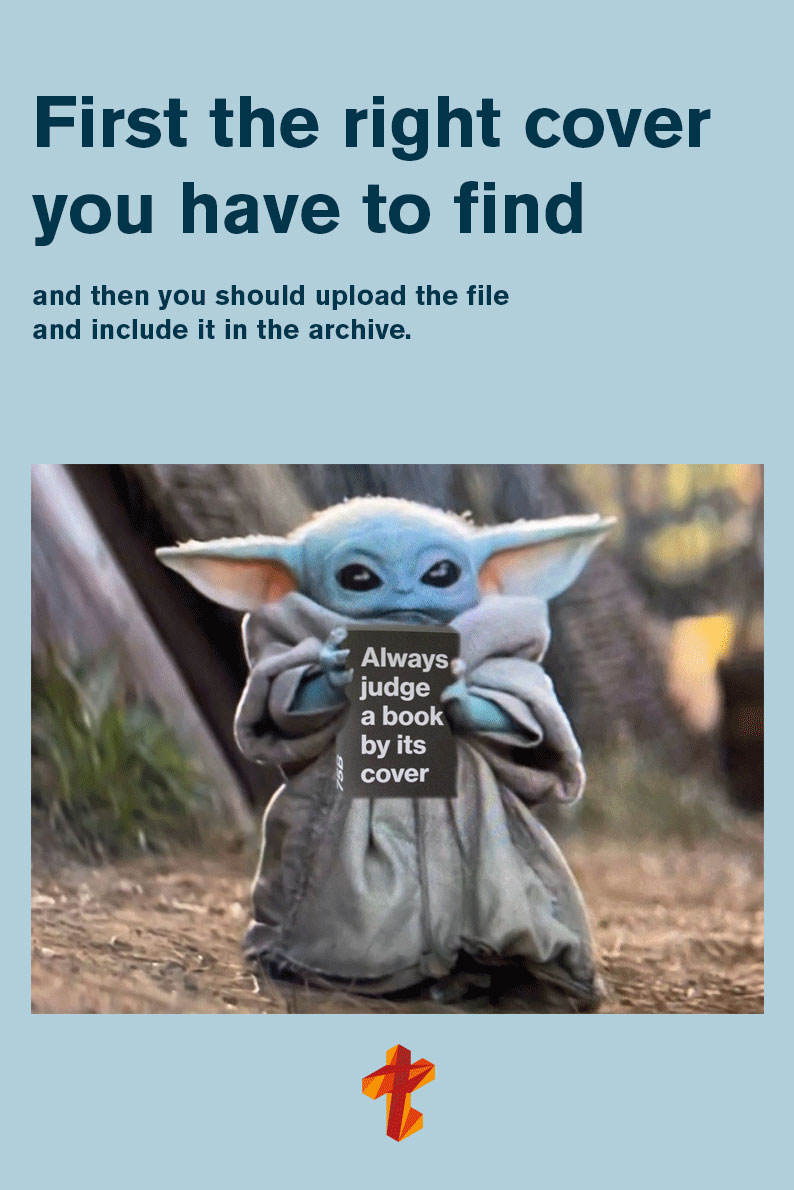 First the right cover
you have to find
and then you should upload the file
and include it in the archive.
Always
judge
a book
by its
cover
75B